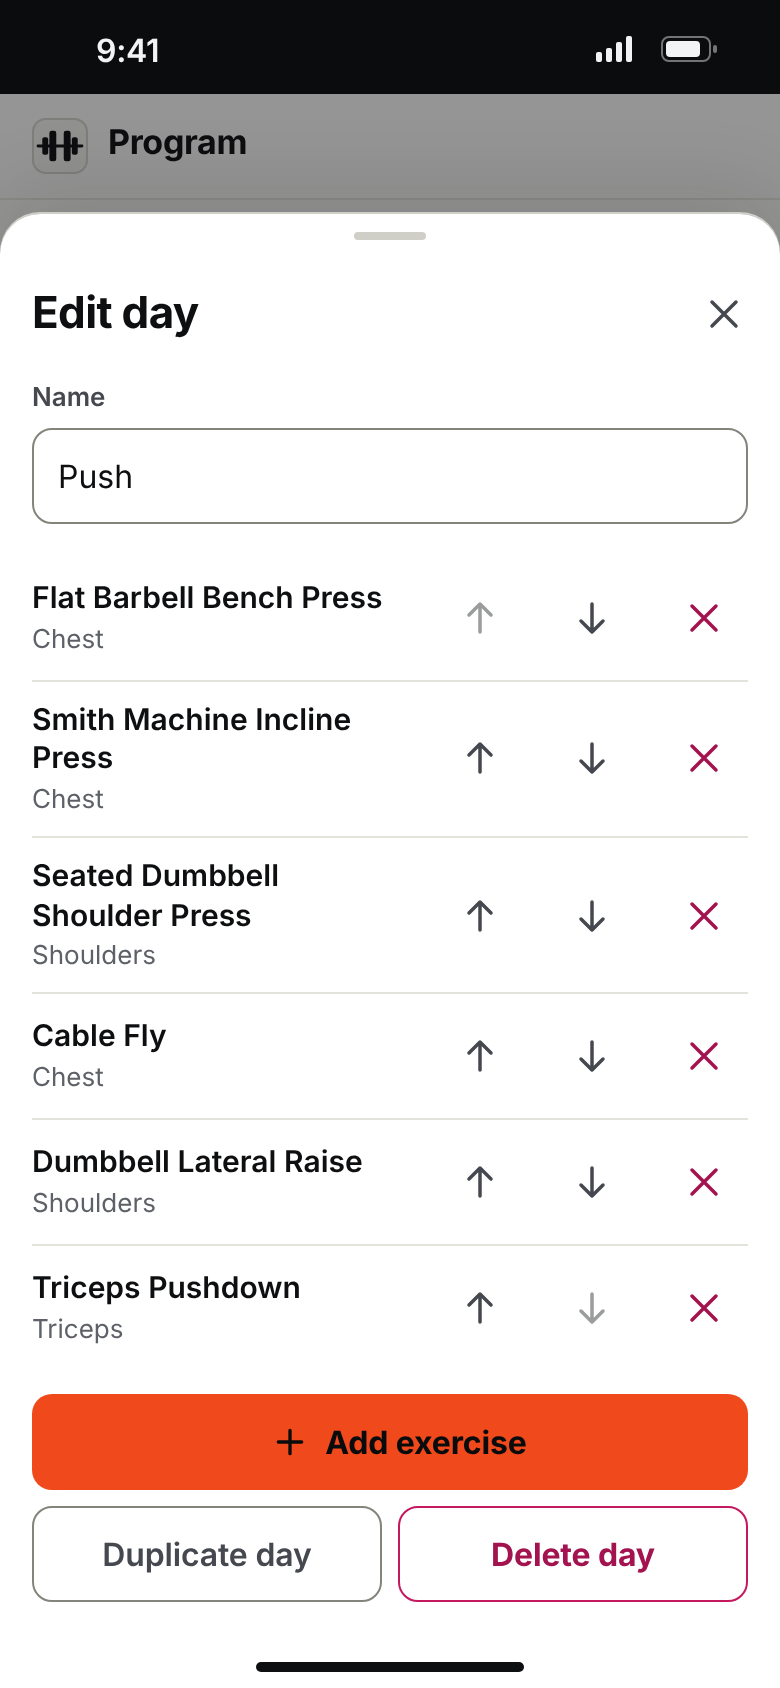 9:41
Program
Edit day
Name
Push
Flat Barbell Bench Press
Chest
Smith Machine Incline
Press
Chest
Seated Dumbbell
Shoulder Press
Shoulders
Cable Fly
Chest
Dumbbell Lateral Raise
Shoulders
Triceps Pushdown
Triceps
Add exercise
Duplicate day
Delete day